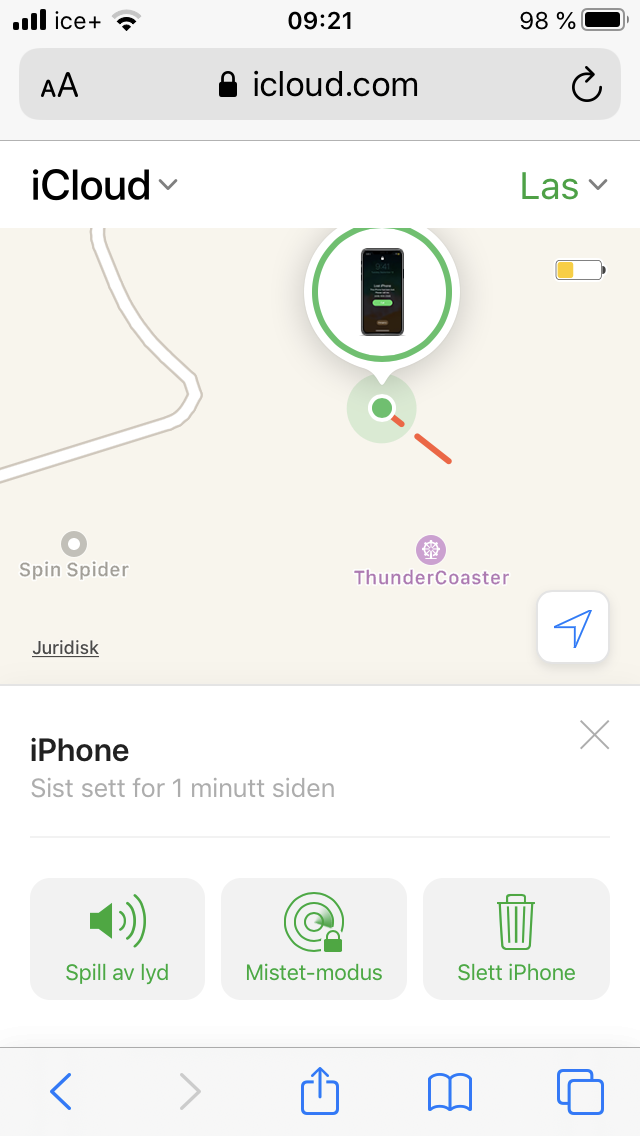 ice+ 09:21 98 %
AA icloud.com
iCloud Las
Spin Spider
ThunderCoaster
Juridisk
iPhone
Sist sett for 1 minutt siden
Spill av lyd Mistet-modus Slett iPhone